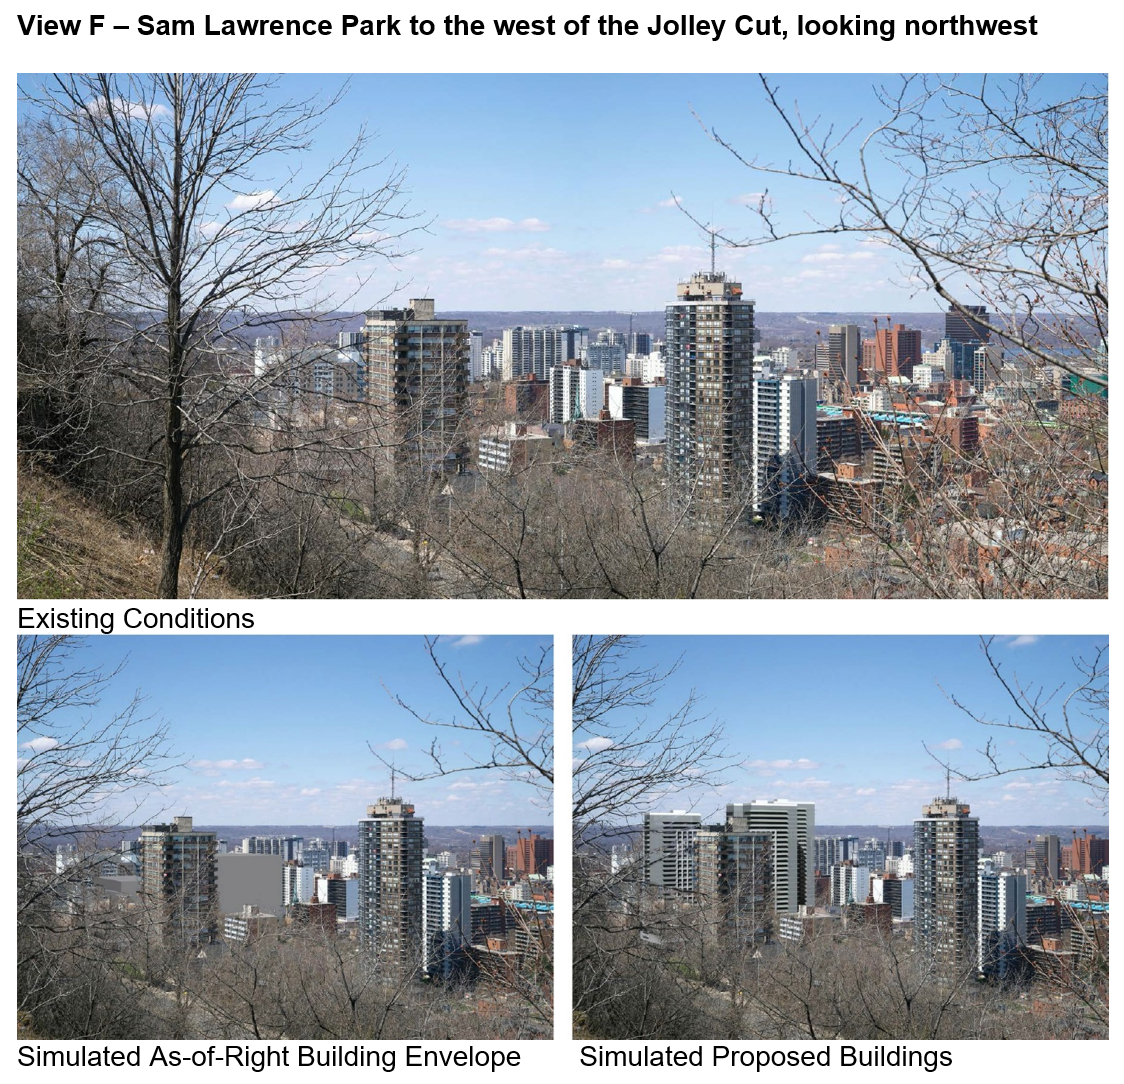 View F – Sam Lawrence Park to the west of the Jolley Cut, looking northwest
Existing Conditions
Simulated As-of-Right Building Envelope
Simulated Proposed Buildings